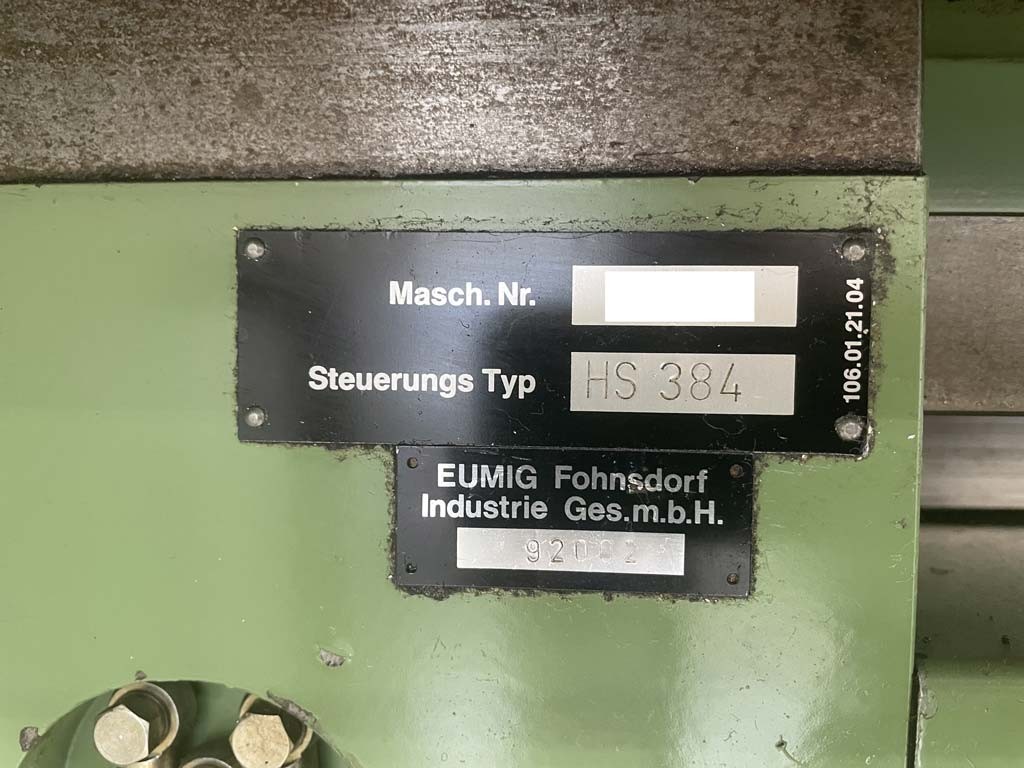 Masch. Nr.
Steuerungs Typ HS 384
106.01.21.04
EUMIG Fohnsdorf
Industrie Ges.m.b.H.
92002